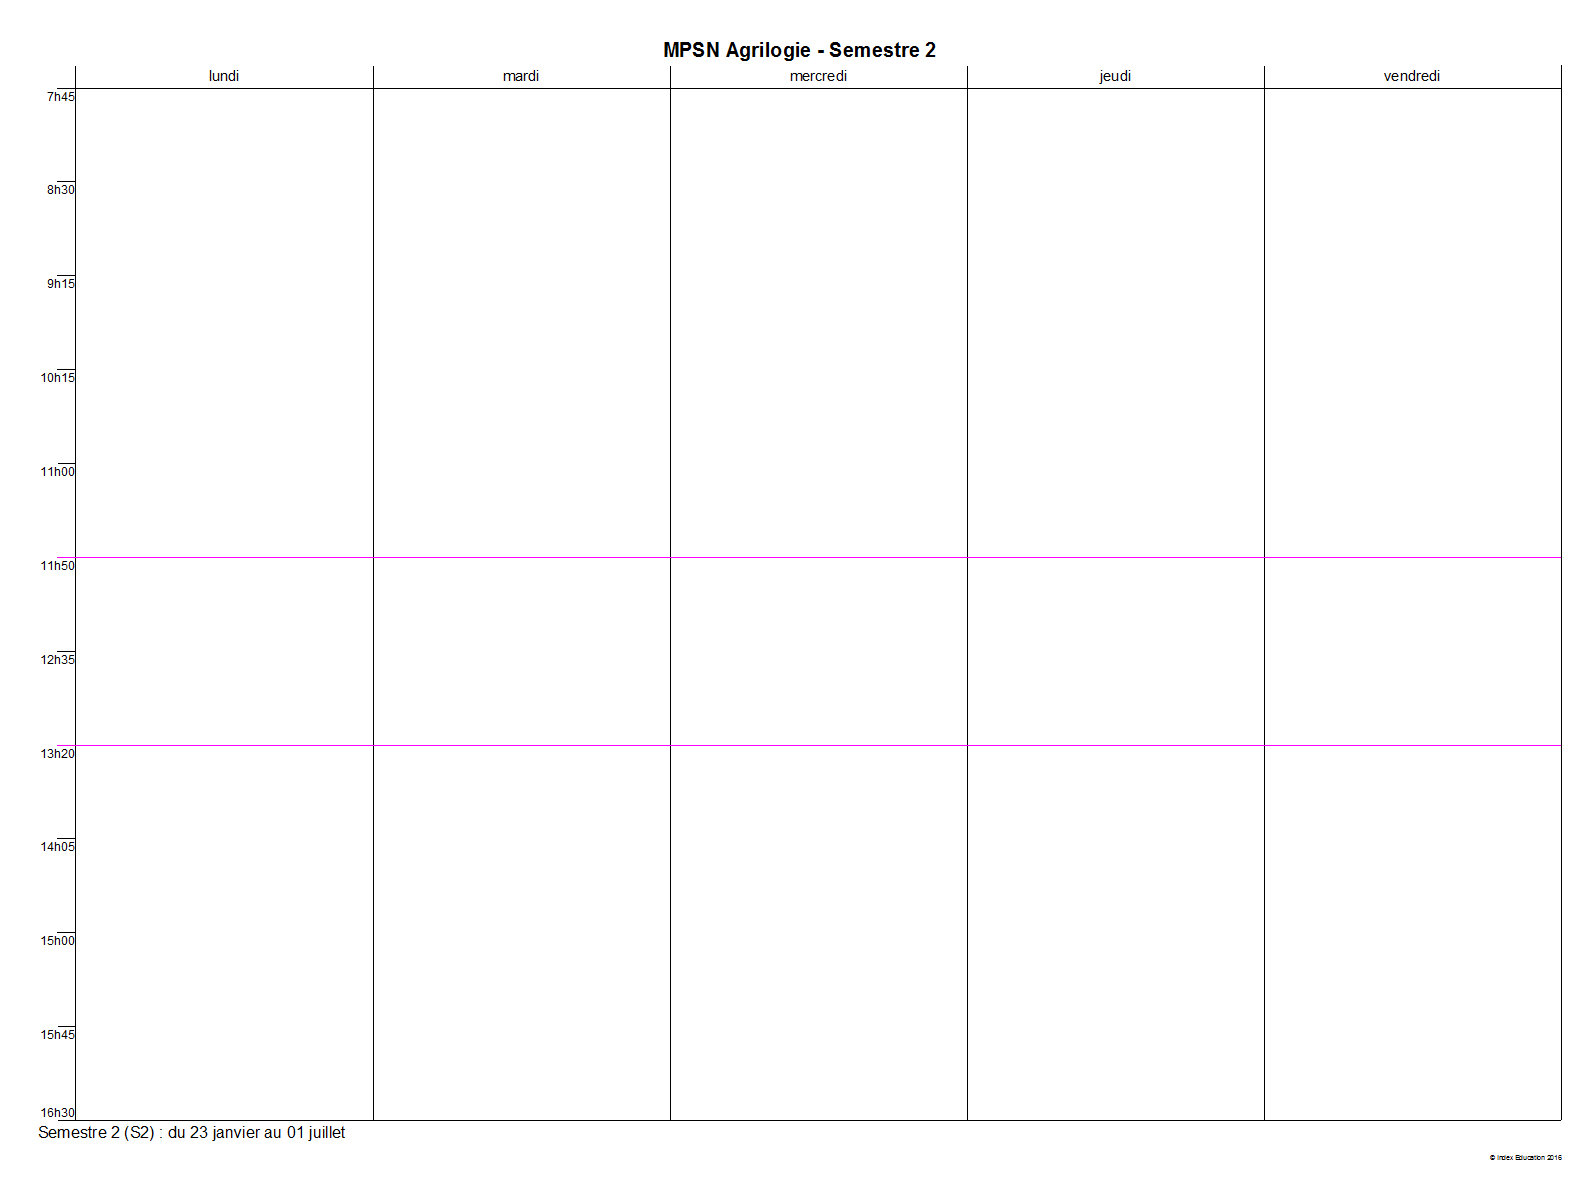 MPSN Agrilogie - Semestre 2
lundi mardi mercredi jeudi vendredi
7h45
8h30
9h15
10h15
11h00
11h50
12h35
13h20
14h05
15h00
15h45
16h30
Semestre 2 (S2) : du 23 janvier au 01 juillet
© Index Education 2016